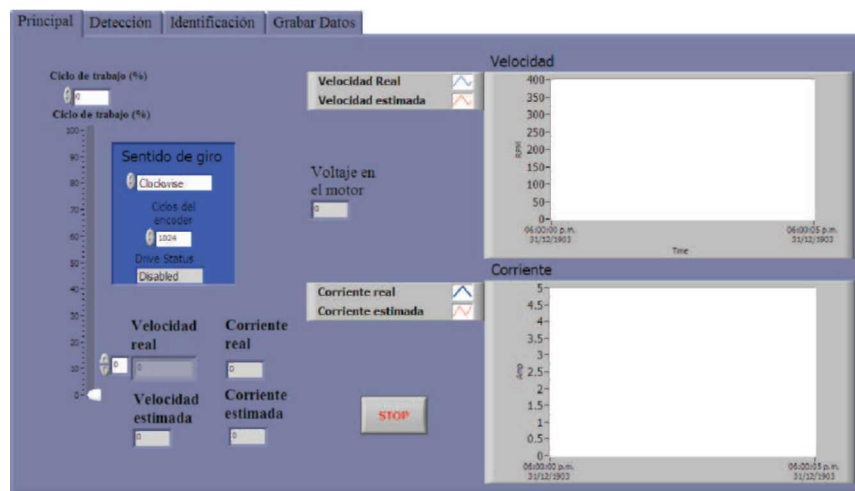 Principal Detección Identificación Grabar Datos
Ciclo de trabajo (%)
0
Ciclo de trabajo (%)
100
90
80
70
60
50
40
30
20
10
0
Sentido de giro
Clockwise
Ciclos del
encoder
1024
Drive Status
Disabled
Velocidad
real
0
0
Corriente
real
0
Velocidad
estimada
0
Corriente
estimada
0
Velocidad Real
Velocidad estimada
Voltaje en
el motor
0
Corriente real
Corriente estimada
STOP
Velocidad
400
350
300
250
200
150
100
50
0
RPM
06:00:00 p.m.
31/12/1903
06:00:05 p.m.
31/12/1903
Time
Corriente
5
4.5
4
3.5
3
2.5
2
1.5
1
0.5
0
Amp
06:00:00 p.m.
31/12/1903
06:00:05 p.m.
31/12/1903